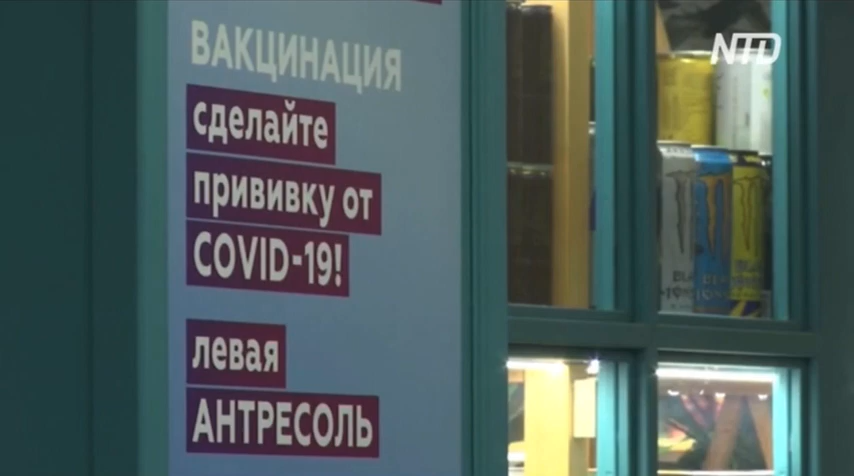 NTD
ВАКЦИНАЦИЯ
сделайте
прививку от
COVID-19!
левая
АНТРЕСОЛЬ